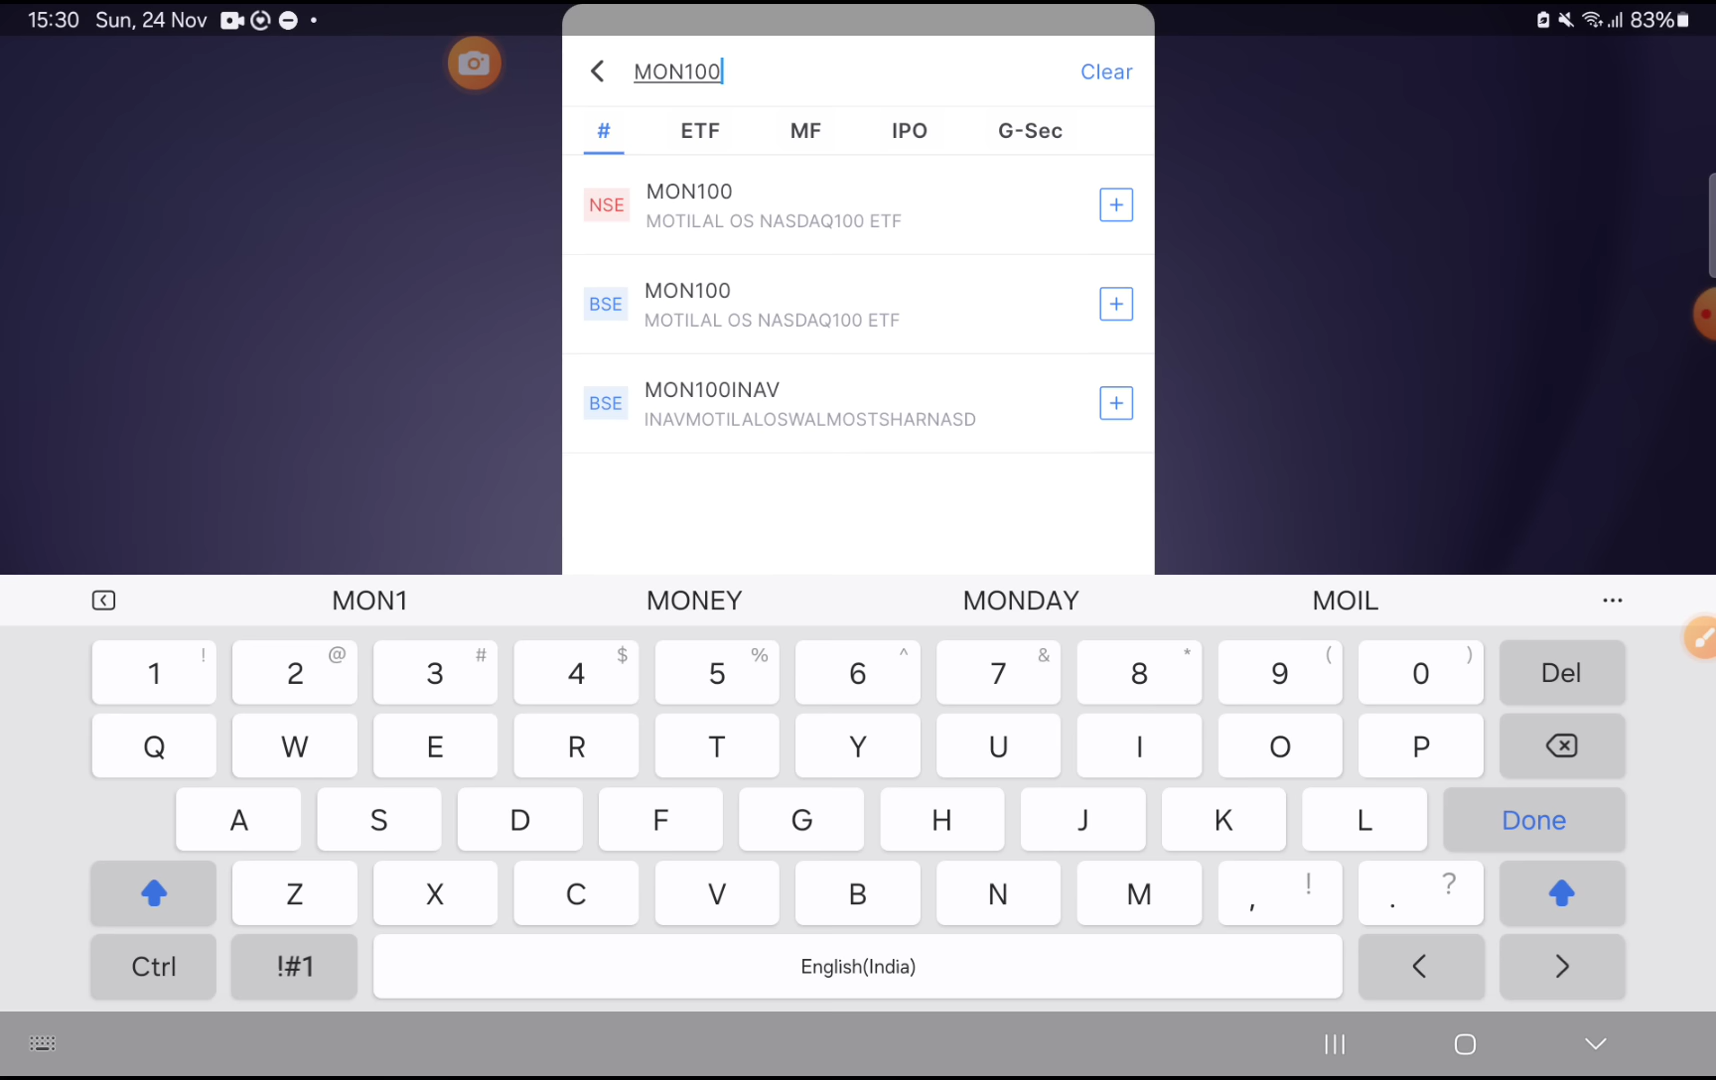 15:30 Sun, 24 Nov 83%
MON100 Clear
# ETF MF IPO G-Sec
NSE MON100
MOTILAL OS NASDAQ100 ETF
BSE MON100
MOTILAL OS NASDAQ100 ETF
BSE MON100INAV
INAVMOTILALOSWALMOSTSHARNASD
MON1 MONEY MONDAY MOIL ...
1 ! 2 @ 3 # 4 $ 5 % 6 ^ 7 & 8 * 9 ( 0 ) Del
Q W E R T Y U I O P
A S D F G H J K L Done
Z X C V B N M , ! . ?
Ctrl !#1 English(India) < >